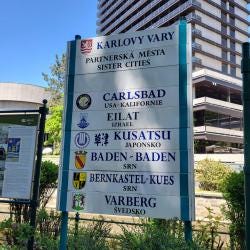 KARLOVY VARY
PARTNERSKÁ MĚSTA
SISTER CITIES
CARLSBAD
USA-KALIFORNIE
EILAT
IZRAEL
草津 KUSATSU
JAPONSKO
BADEN-BADEN
SRN
BERNKASTEL-KUES
SRN
VARBERG
ŠVÉDSKO